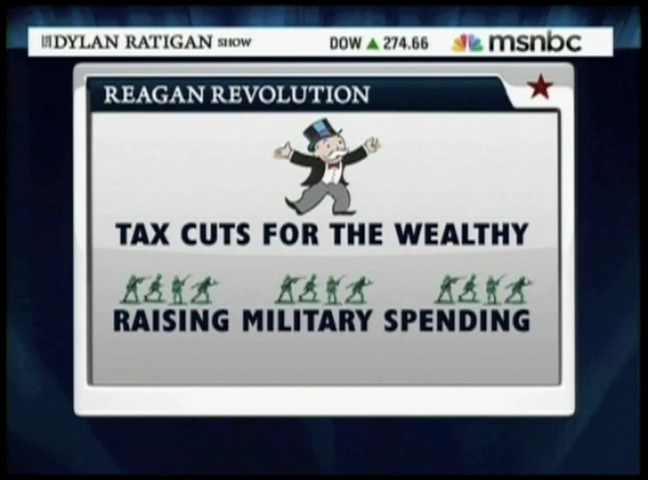 THE DYLAN RATIGAN SHOW
DOW ▲ 274.66 msnbc
REAGAN REVOLUTION
TAX CUTS FOR THE WEALTHY
RAISING MILITARY SPENDING